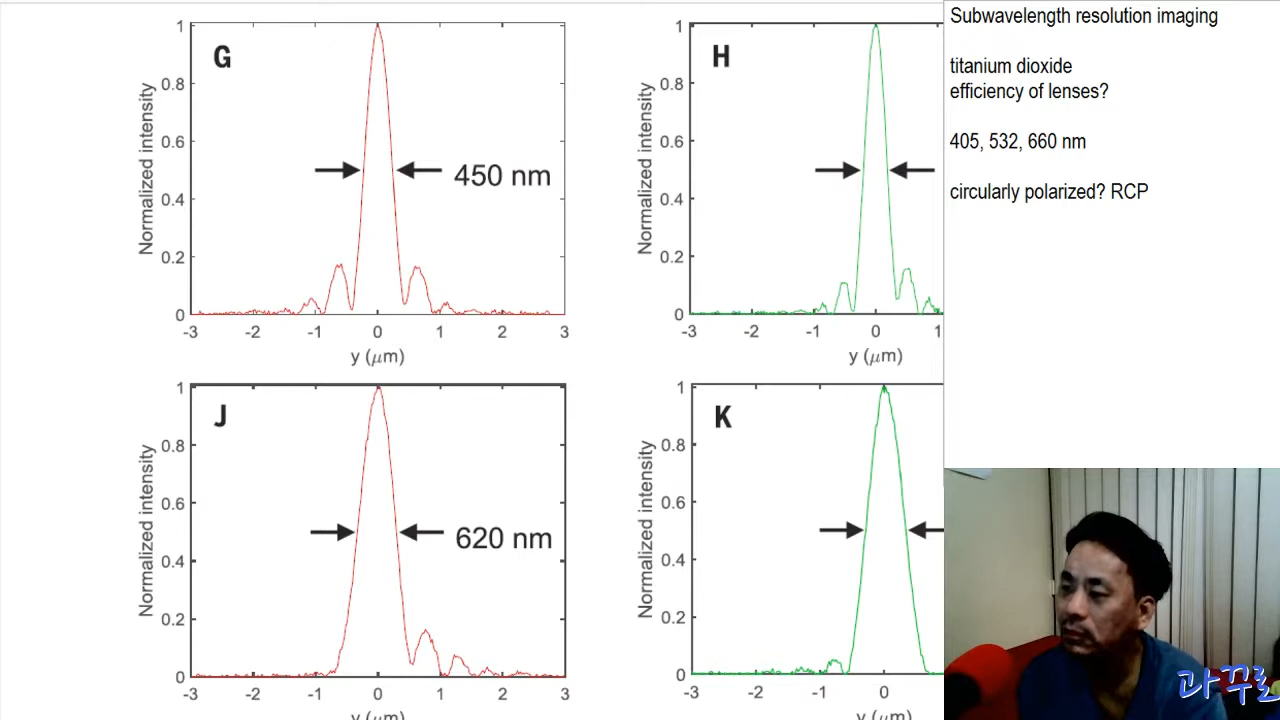 Subwavelength resolution imaging
titanium dioxide
efficiency of lenses?
405, 532, 660 nm
circularly polarized? RCP
G
Normalized intensity
1
0.8
0.6
0.4
0.2
0
450 nm
-3 -2 -1 0 1 2 3
y (μm)
H
Normalized intensity
1
0.8
0.6
0.4
0.2
0
-3 -2 -1 0 1
y (μm)
J
Normalized intensity
1
0.8
0.6
0.4
0.2
0
620 nm
-3 -2 -1 0 1 2 3
y (μm)
K
Normalized intensity
1
0.8
0.6
0.4
0.2
0
-3 -2 -1 0
y (μm)
과꾸로